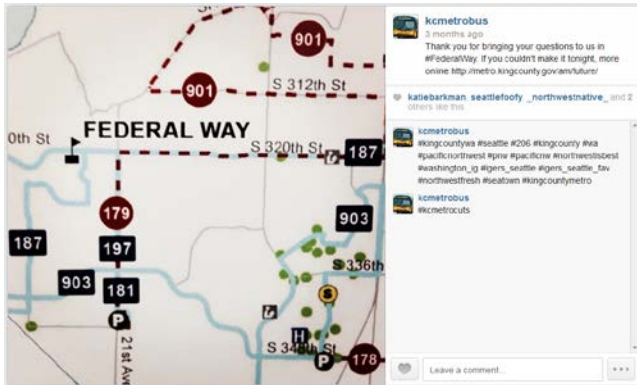 901
S 312th St
901
0th St
FEDERAL WAY
S 320th St
187
179
903
187
197
S 336th
903
181
S
P
H
S 348th St
P
178
21st Ave
kcmetrobus
3 months ago
Thank you for bringing your questions to us in
#FederalWay. If you couldn't make it tonight, more
online http://metro.kingcounty.gov/am/future/
katiebarkman, seattlefoofy, _northwestnative_ and 2
others like this
kcmetrobus
#kingcountywa #seattle #206 #kingcounty #wa
#pacificnorthwest #pnw #pacificnw #northwestisbest
#washington_ig #igers_seattle #igers_seattle_fav
#northwestfresh #seatown #kingcountymetro
kcmetrobus
#kcmetrocuts
Leave a comment...